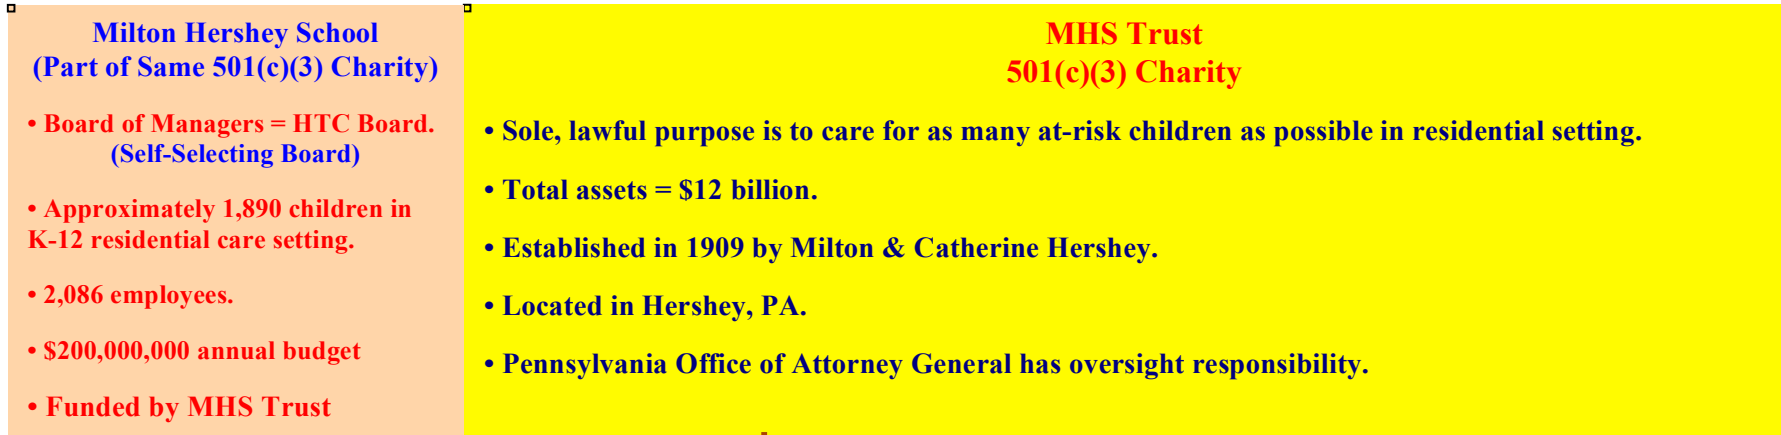 Milton Hershey School
(Part of Same 501(c)(3) Charity)
• Board of Managers = HTC Board.
(Self-Selecting Board)
• Approximately 1,890 children in
K-12 residential care setting.
• 2,086 employees.
• $200,000,000 annual budget
• Funded by MHS Trust
MHS Trust
501(c)(3) Charity
• Sole, lawful purpose is to care for as many at-risk children as possible in residential setting.
• Total assets = $12 billion.
• Established in 1909 by Milton & Catherine Hershey.
• Located in Hershey, PA.
• Pennsylvania Office of Attorney General has oversight responsibility.